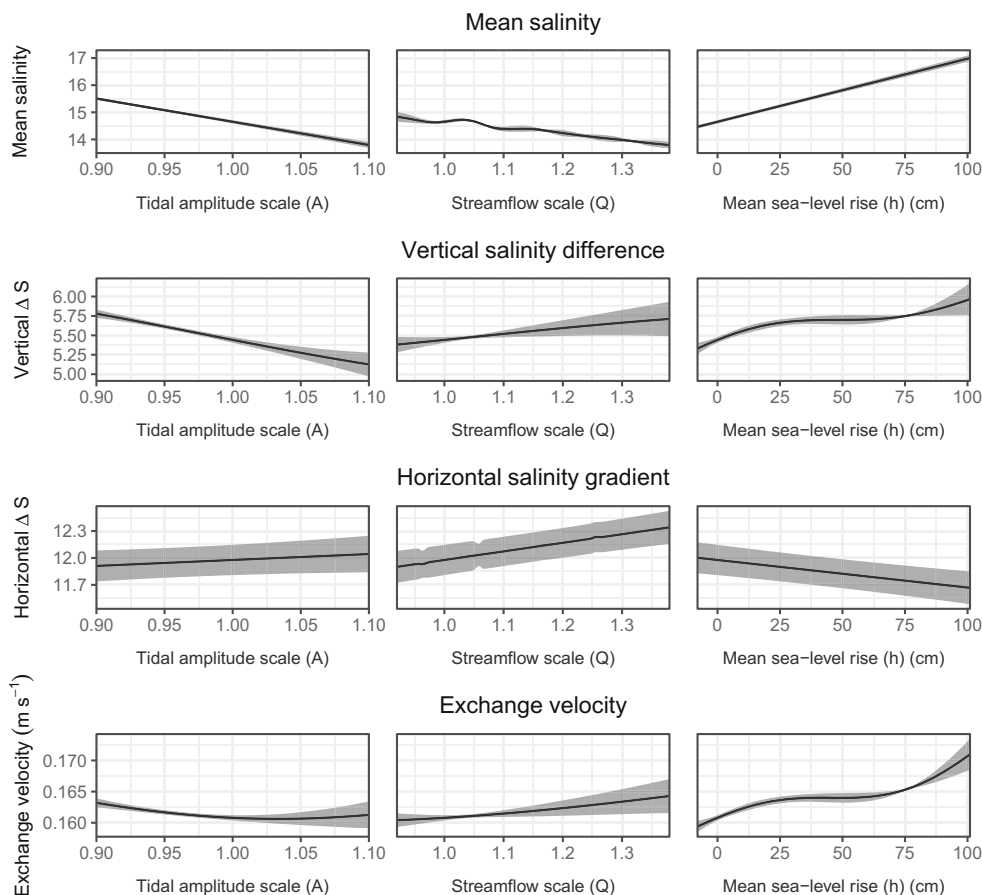 Mean salinity
Mean salinity
17
16
15
14
0.90 0.95 1.00 1.05 1.10
1.0 1.1 1.2 1.3
0 25 50 75 100
Tidal amplitude scale (A)
Streamflow scale (Q)
Mean sea−level rise (h) (cm)
Vertical salinity difference
Vertical Δ S
6.00
5.75
5.50
5.25
5.00
0.90 0.95 1.00 1.05 1.10
1.0 1.1 1.2 1.3
0 25 50 75 100
Tidal amplitude scale (A)
Streamflow scale (Q)
Mean sea−level rise (h) (cm)
Horizontal salinity gradient
Horizontal Δ S
12.3
12.0
11.7
0.90 0.95 1.00 1.05 1.10
1.0 1.1 1.2 1.3
0 25 50 75 100
Tidal amplitude scale (A)
Streamflow scale (Q)
Mean sea−level rise (h) (cm)
Exchange velocity
Exchange velocity (m s⁻¹)
0.170
0.165
0.160
0.90 0.95 1.00 1.05 1.10
1.0 1.1 1.2 1.3
0 25 50 75 100
Tidal amplitude scale (A)
Streamflow scale (Q)
Mean sea−level rise (h) (cm)